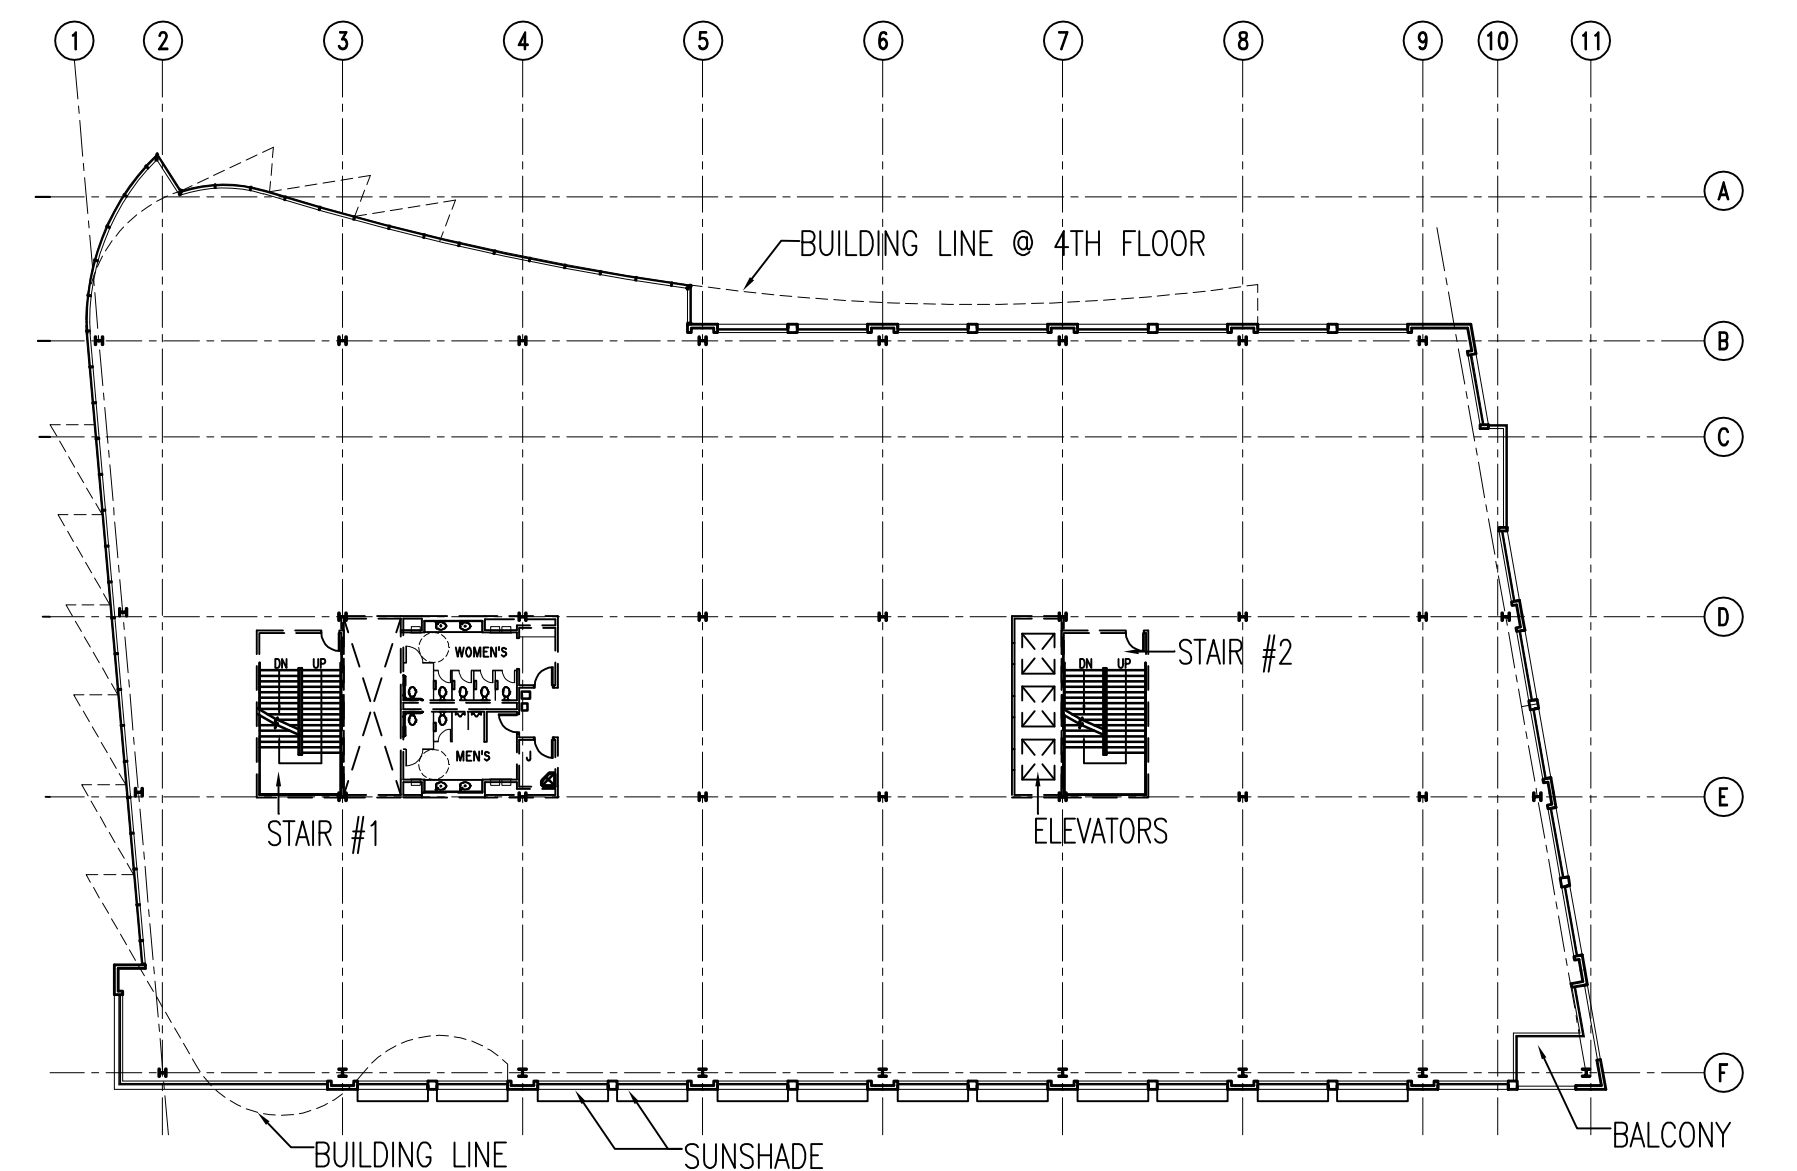 1 2 3 4 5 6 7 8 9 10 11
A
BUILDING LINE @ 4TH FLOOR
B
C
D
WOMEN'S
STAIR #2
DN UP
DN UP
MEN'S
J
E
STAIR #1
ELEVATORS
F
BALCONY
BUILDING LINE
SUNSHADE